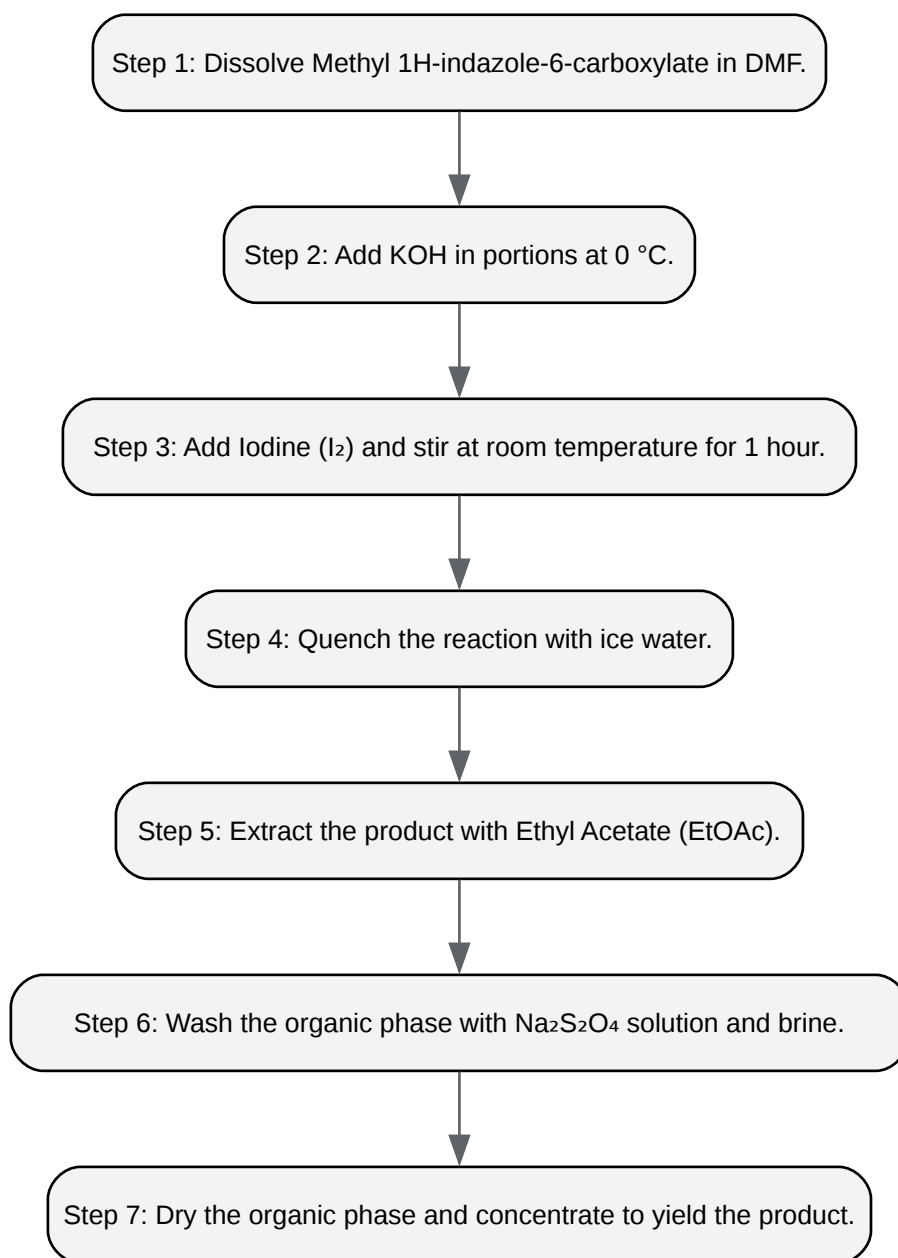 Step 1: Dissolve Methyl 1H-indazole-6-carboxylate in DMF.
Step 2: Add KOH in portions at 0 °C.
Step 3: Add Iodine (I₂) and stir at room temperature for 1 hour.
Step 4: Quench the reaction with ice water.
Step 5: Extract the product with Ethyl Acetate (EtOAc).
Step 6: Wash the organic phase with Na₂S₂O₄ solution and brine.
Step 7: Dry the organic phase and concentrate to yield the product.